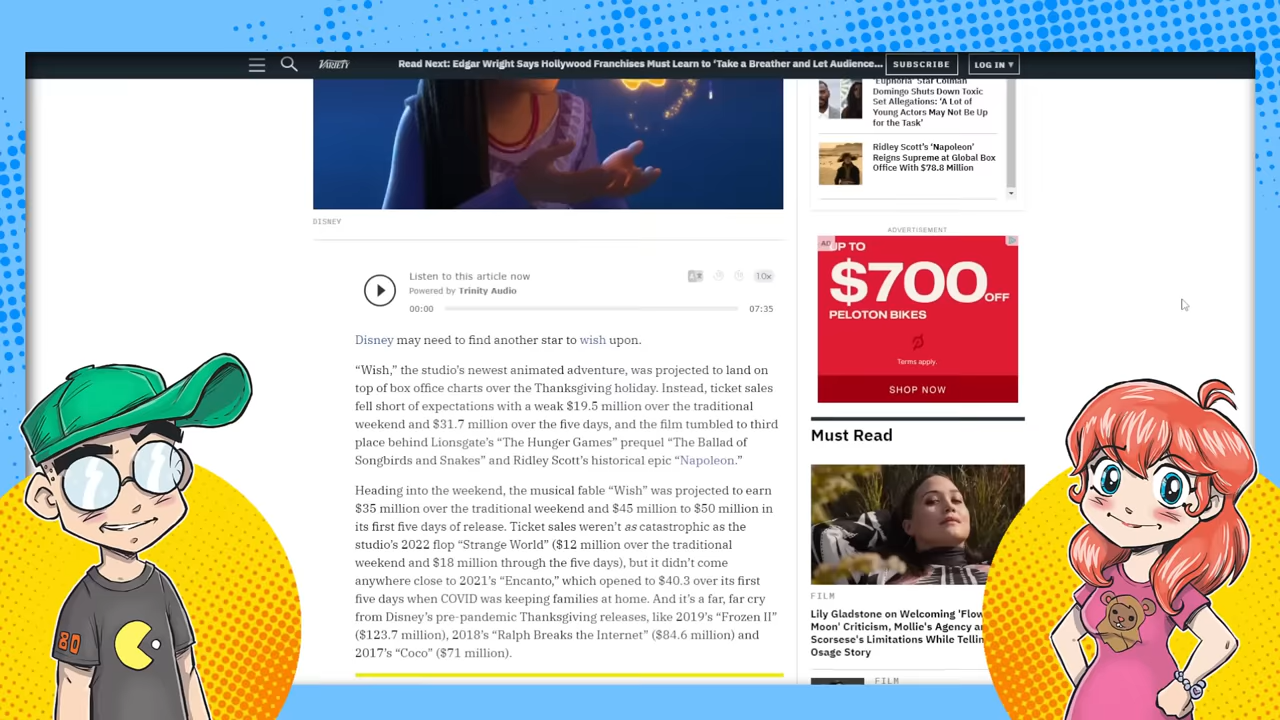 VARIETY
Read Next: Edgar Wright Says Hollywood Franchises Must Learn to ‘Take a Breather and Let Audience...
SUBSCRIBE
LOG IN
DISNEY
Listen to this article now
Powered by Trinity Audio
10x
00:00
07:35
Disney may need to find another star to wish upon.
“Wish,” the studio’s newest animated adventure, was projected to land on
top of box office charts over the Thanksgiving holiday. Instead, ticket sales
fell short of expectations with a weak $19.5 million over the traditional
weekend and $31.7 million over the five days, and the film tumbled to third
place behind Lionsgate’s “The Hunger Games” prequel “The Ballad of
Songbirds and Snakes” and Ridley Scott’s historical epic “Napoleon.”
Heading into the weekend, the musical fable “Wish” was projected to earn
$35 million over the traditional weekend and $45 million to $50 million in
its first five days of release. Ticket sales weren’t as catastrophic as the
studio’s 2022 flop “Strange World” ($12 million over the traditional
weekend and $18 million through the five days), but it didn’t come
anywhere close to 2021’s “Encanto,” which opened to $40.3 over its first
five days when COVID was keeping families at home. And it’s a far, far cry
from Disney’s pre-pandemic Thanksgiving releases, like 2019’s “Frozen II”
($123.7 million), 2018’s “Ralph Breaks the Internet” ($84.6 million) and
2017’s “Coco” ($71 million).
‘Euphoria’ Star Colman
Domingo Shuts Down Toxic
Set Allegations: ‘A Lot of
Young Actors May Not Be Up
for the Task’
Ridley Scott’s ‘Napoleon’
Reigns Supreme at Global Box
Office With $78.8 Million
ADVERTISEMENT
AD
UP TO
$700 OFF
PELOTON BIKES
Terms apply.
SHOP NOW
Must Read
FILM
Lily Gladstone on Welcoming ‘Flow
Moon’ Criticism, Mollie’s Agency a
Scorsese’s Limitations While Tellin
Osage Story
FILM
80